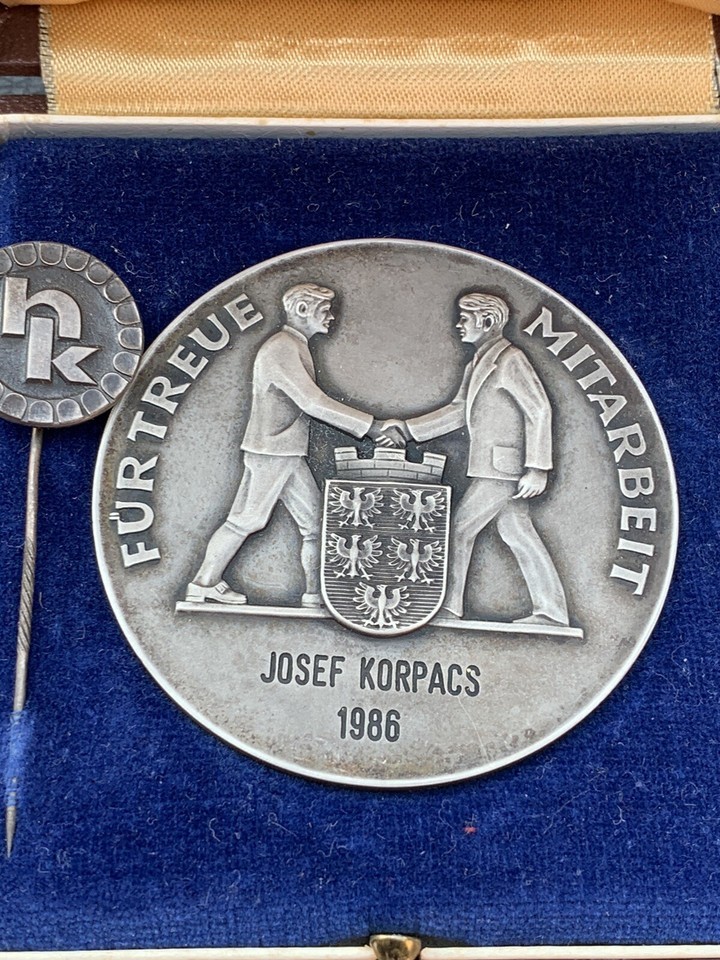 hk
FÜR TREUE
MITARBEIT
JOSEF KORPACS
1986